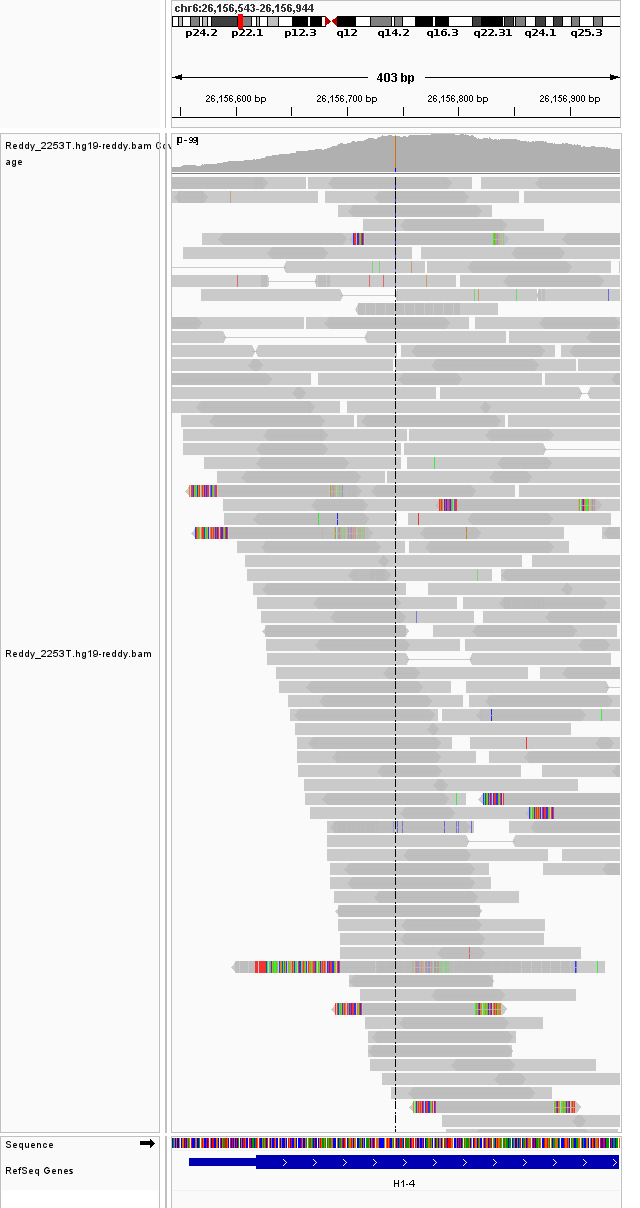 chr6:26,156,543-26,156,944
p24.2 p22.1 p12.3 q12 q14.2 q16.3 q22.31 q24.1 q25.3
403 bp
26,156,600 bp 26,156,700 bp 26,156,800 bp 26,156,900 bp
[0 - 99]
Reddy_2253T.hg19-reddy.bam Cov
age
Reddy_2253T.hg19-reddy.bam
Sequence
RefSeq Genes
H1-4